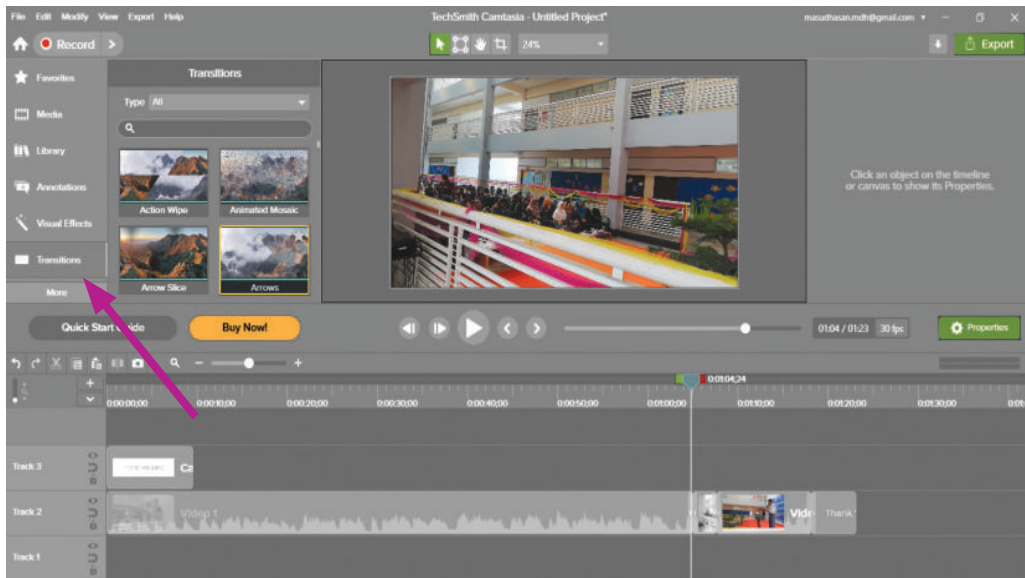 File Edit Modify View Export Help
TechSmith Camtasia - Untitled Project*
masudhasan.mdh@gmail.com
Record
24%
Export
Favorites
Media
Library
Annotations
Visual Effects
Transitions
More
Transitions
Type All
Action Wipe
Animated Mosaic
Arrow Slice
Arrows
Click an object on the timeline
or canvas to show its Properties.
Quick Start Guide
Buy Now!
01:04 / 01:23 30 fps
Properties
0:01:04;24
0:00:00;00 0:00:10;00 0:00:20;00 0:00:30;00 0:00:40;00 0:00:50;00 0:01:00;00 0:01:10;00 0:01:20;00 0:01:30;00 0:01
Track 3
Ca
Track 2
Video 1
Vide
Thank
Track 1